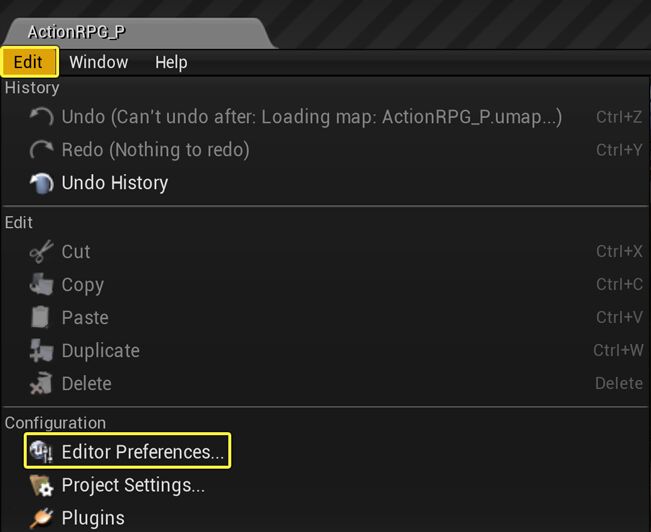 ActionRPG_P
Edit Window Help
History
Undo (Can't undo after: Loading map: ActionRPG_P.umap...) Ctrl+Z
Redo (Nothing to redo) Ctrl+Y
Undo History
Edit
Cut Ctrl+X
Copy Ctrl+C
Paste Ctrl+V
Duplicate Ctrl+W
Delete Delete
Configuration
Editor Preferences...
Project Settings...
Plugins